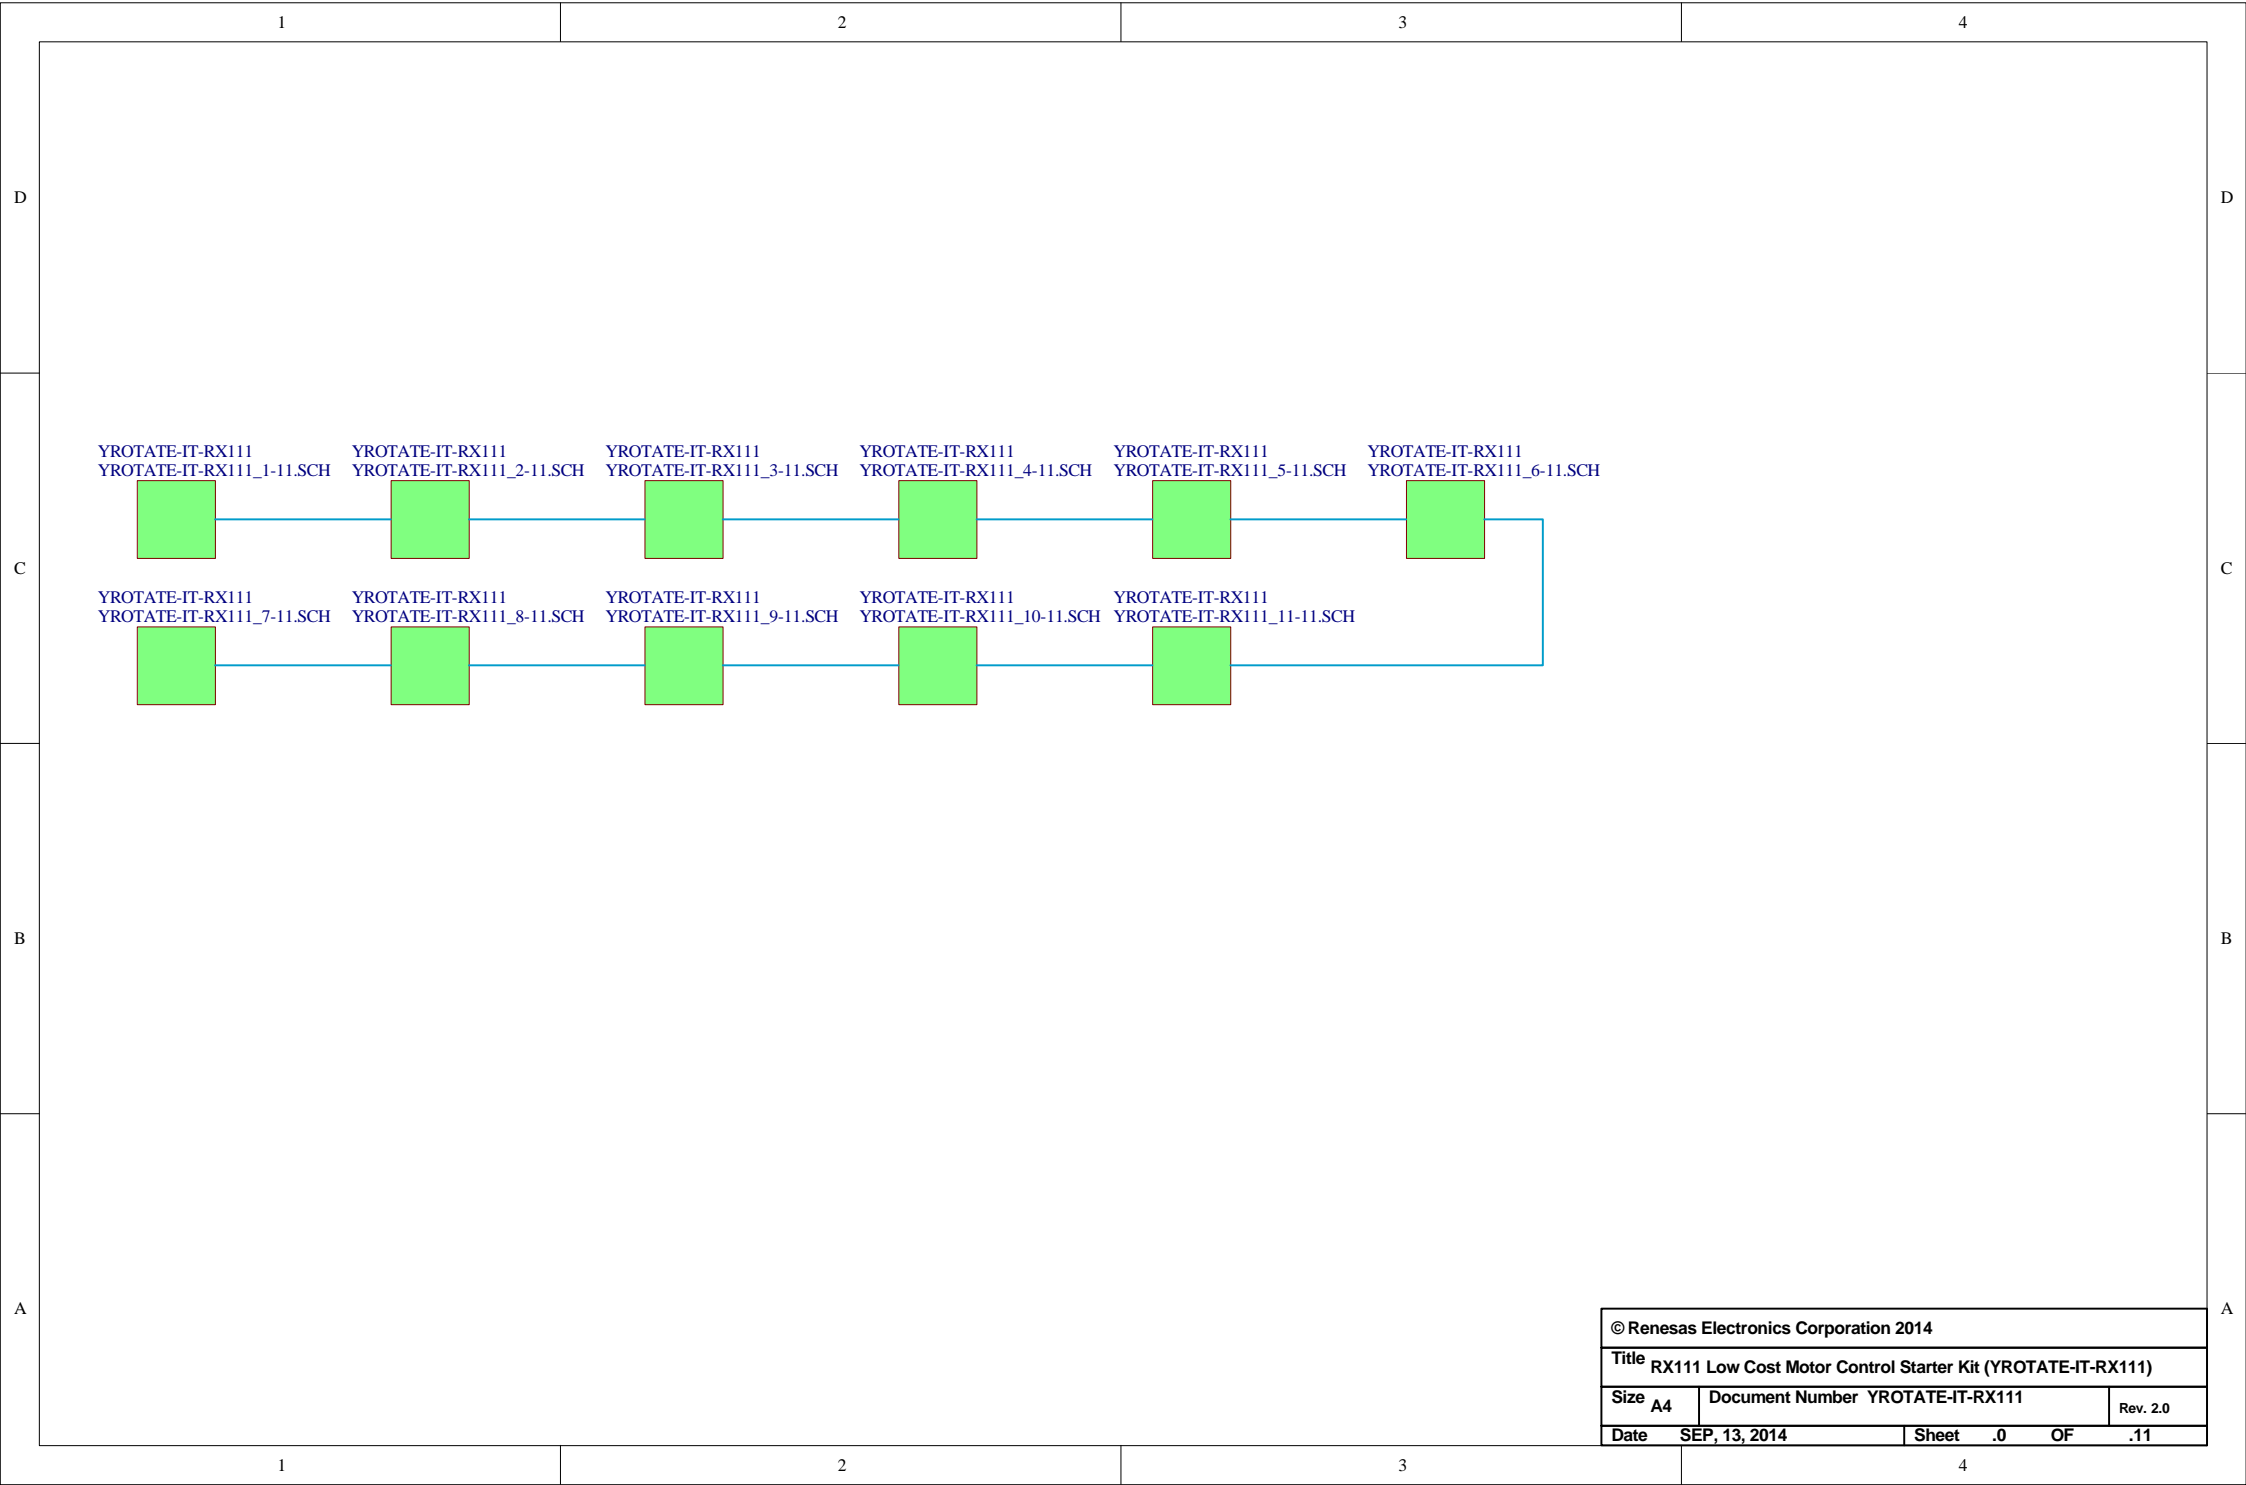 1 2 3 4
D D
YROTATE-IT-RX111 YROTATE-IT-RX111 YROTATE-IT-RX111 YROTATE-IT-RX111 YROTATE-IT-RX111 YROTATE-IT-RX111
YROTATE-IT-RX111_1-11.SCH YROTATE-IT-RX111_2-11.SCH YROTATE-IT-RX111_3-11.SCH YROTATE-IT-RX111_4-11.SCH YROTATE-IT-RX111_5-11.SCH YROTATE-IT-RX111_6-11.SCH
C C
YROTATE-IT-RX111 YROTATE-IT-RX111 YROTATE-IT-RX111 YROTATE-IT-RX111 YROTATE-IT-RX111
YROTATE-IT-RX111_7-11.SCH YROTATE-IT-RX111_8-11.SCH YROTATE-IT-RX111_9-11.SCH YROTATE-IT-RX111_10-11.SCH YROTATE-IT-RX111_11-11.SCH
B B
A A
© Renesas Electronics Corporation 2014
Title RX111 Low Cost Motor Control Starter Kit (YROTATE-IT-RX111)
Size A4 Document Number YROTATE-IT-RX111 Rev. 2.0
Date SEP, 13, 2014 Sheet .0 OF .11
1 2 3 4